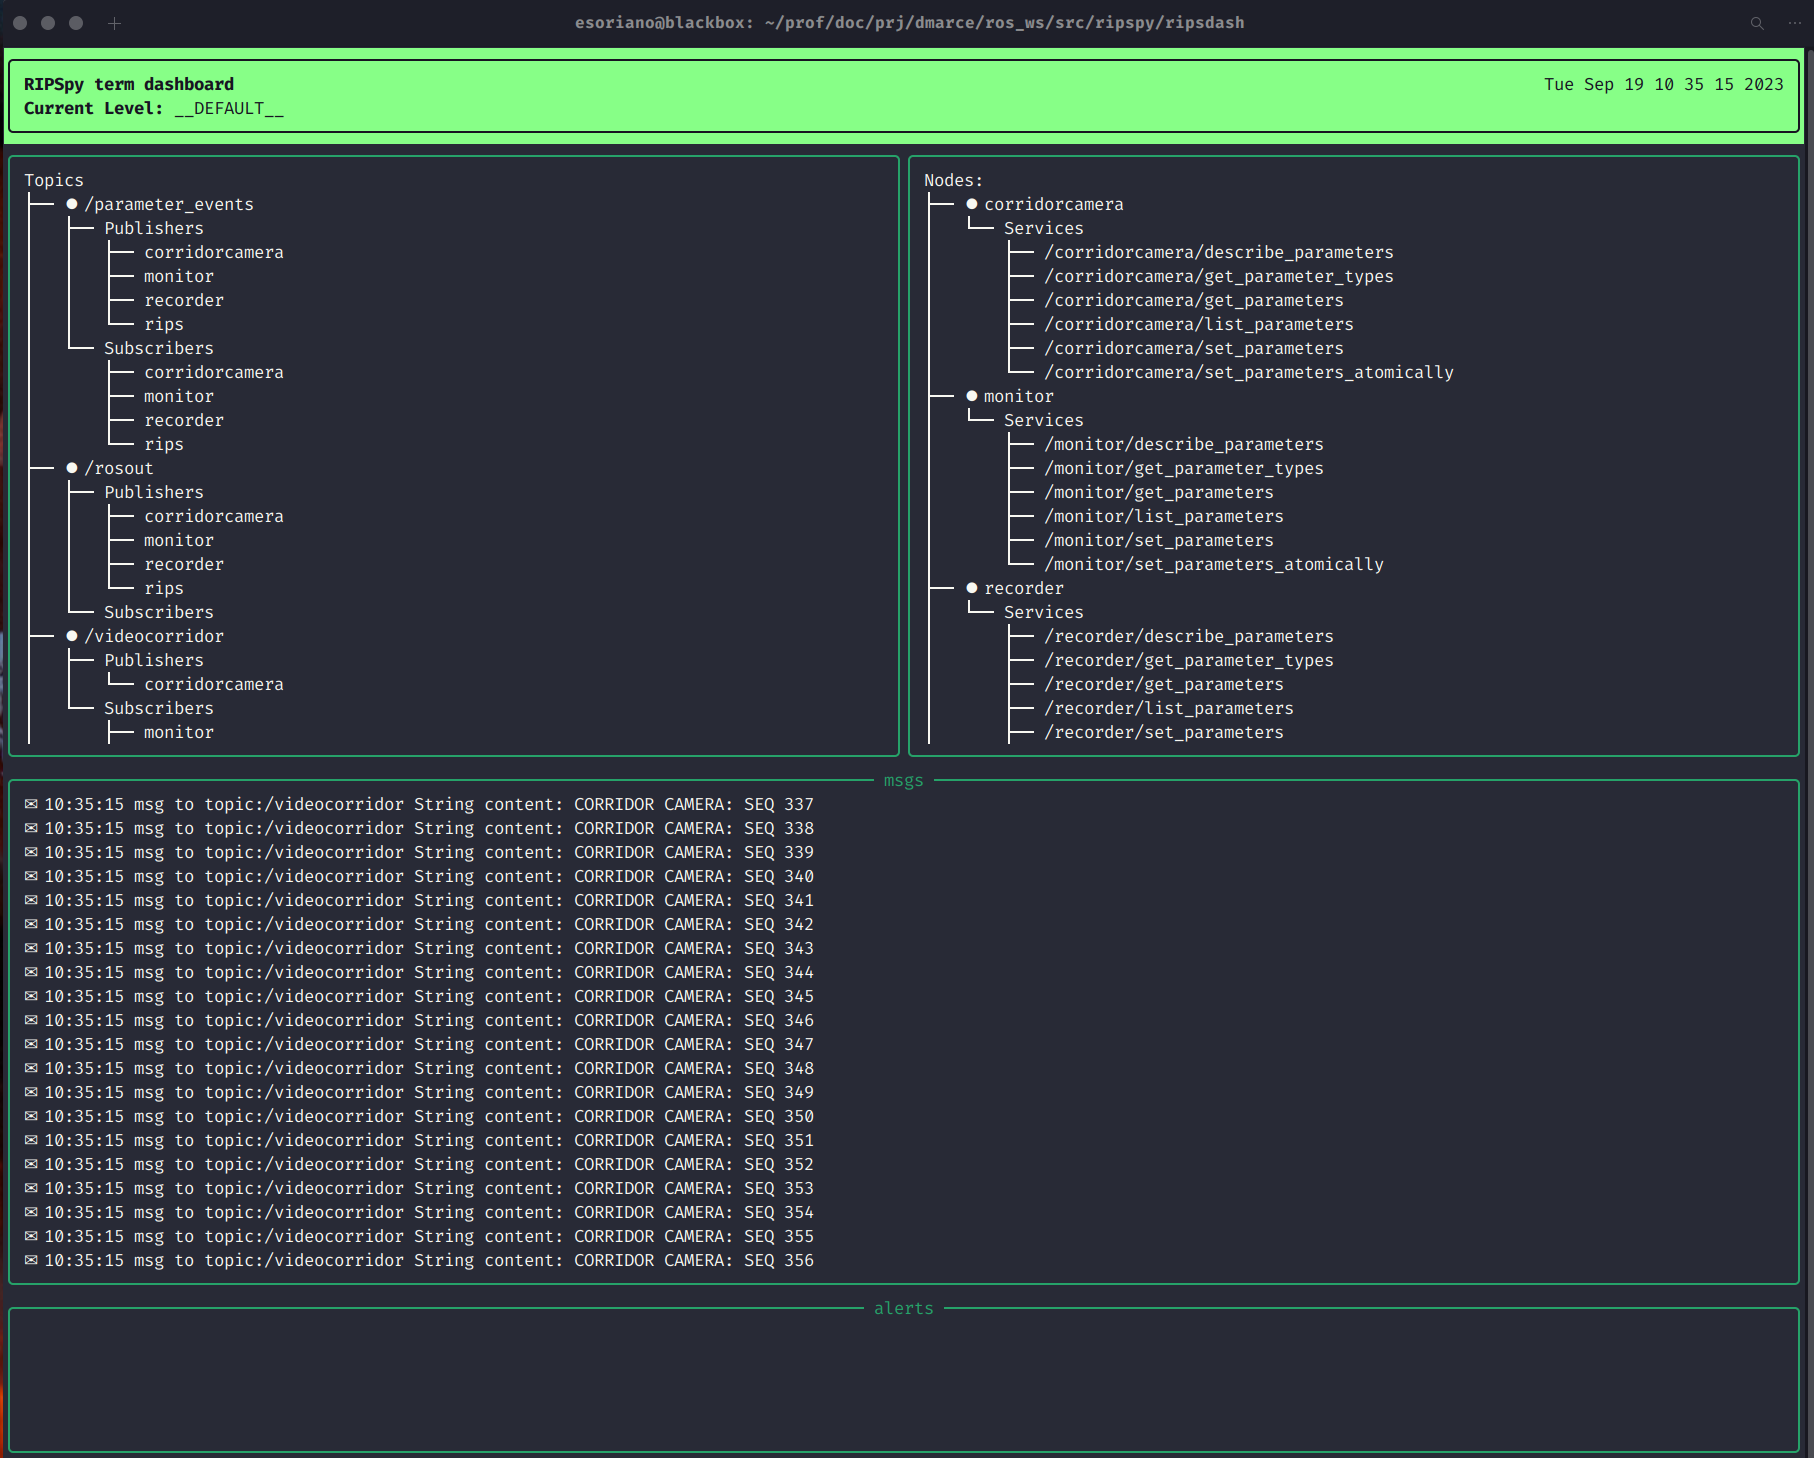 esoriano@blackbox: ~/prof/doc/prj/dmarce/ros_ws/src/ripspy/ripsdash
RIPSpy term dashboard
Tue Sep 19 10 35 15 2023
Current Level: __DEFAULT__
Topics
/parameter_events
Publishers
corridorcamera
monitor
recorder
rips
Subscribers
corridorcamera
monitor
recorder
rips
/rosout
Publishers
corridorcamera
monitor
recorder
rips
Subscribers
/videocorridor
Publishers
corridorcamera
Subscribers
monitor
Nodes:
corridorcamera
Services
/corridorcamera/describe_parameters
/corridorcamera/get_parameter_types
/corridorcamera/get_parameters
/corridorcamera/list_parameters
/corridorcamera/set_parameters
/corridorcamera/set_parameters_atomically
monitor
Services
/monitor/describe_parameters
/monitor/get_parameter_types
/monitor/get_parameters
/monitor/list_parameters
/monitor/set_parameters
/monitor/set_parameters_atomically
recorder
Services
/recorder/describe_parameters
/recorder/get_parameter_types
/recorder/get_parameters
/recorder/list_parameters
/recorder/set_parameters
msgs
✉ 10:35:15 msg to topic:/videocorridor String content: CORRIDOR CAMERA: SEQ 337
✉ 10:35:15 msg to topic:/videocorridor String content: CORRIDOR CAMERA: SEQ 338
✉ 10:35:15 msg to topic:/videocorridor String content: CORRIDOR CAMERA: SEQ 339
✉ 10:35:15 msg to topic:/videocorridor String content: CORRIDOR CAMERA: SEQ 340
✉ 10:35:15 msg to topic:/videocorridor String content: CORRIDOR CAMERA: SEQ 341
✉ 10:35:15 msg to topic:/videocorridor String content: CORRIDOR CAMERA: SEQ 342
✉ 10:35:15 msg to topic:/videocorridor String content: CORRIDOR CAMERA: SEQ 343
✉ 10:35:15 msg to topic:/videocorridor String content: CORRIDOR CAMERA: SEQ 344
✉ 10:35:15 msg to topic:/videocorridor String content: CORRIDOR CAMERA: SEQ 345
✉ 10:35:15 msg to topic:/videocorridor String content: CORRIDOR CAMERA: SEQ 346
✉ 10:35:15 msg to topic:/videocorridor String content: CORRIDOR CAMERA: SEQ 347
✉ 10:35:15 msg to topic:/videocorridor String content: CORRIDOR CAMERA: SEQ 348
✉ 10:35:15 msg to topic:/videocorridor String content: CORRIDOR CAMERA: SEQ 349
✉ 10:35:15 msg to topic:/videocorridor String content: CORRIDOR CAMERA: SEQ 350
✉ 10:35:15 msg to topic:/videocorridor String content: CORRIDOR CAMERA: SEQ 351
✉ 10:35:15 msg to topic:/videocorridor String content: CORRIDOR CAMERA: SEQ 352
✉ 10:35:15 msg to topic:/videocorridor String content: CORRIDOR CAMERA: SEQ 353
✉ 10:35:15 msg to topic:/videocorridor String content: CORRIDOR CAMERA: SEQ 354
✉ 10:35:15 msg to topic:/videocorridor String content: CORRIDOR CAMERA: SEQ 355
✉ 10:35:15 msg to topic:/videocorridor String content: CORRIDOR CAMERA: SEQ 356
alerts